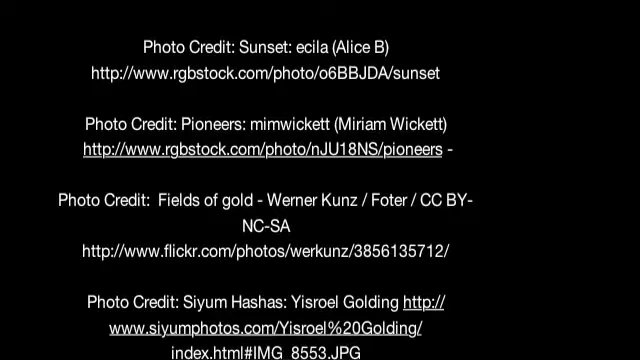 Photo Credit: Sunset: ecila (Alice B)
http://www.rgbstock.com/photo/o6BBJDA/sunset
Photo Credit: Pioneers: mimwickett (Miriam Wickett)
http://www.rgbstock.com/photo/nJU18NS/pioneers -
Photo Credit: Fields of gold - Werner Kunz / Foter / CC BY-
NC-SA
http://www.flickr.com/photos/werkunz/3856135712/
Photo Credit: Siyum Hashas: Yisroel Golding http://
www.siyumphotos.com/Yisroel%20Golding/
index.html#IMG_8553.JPG